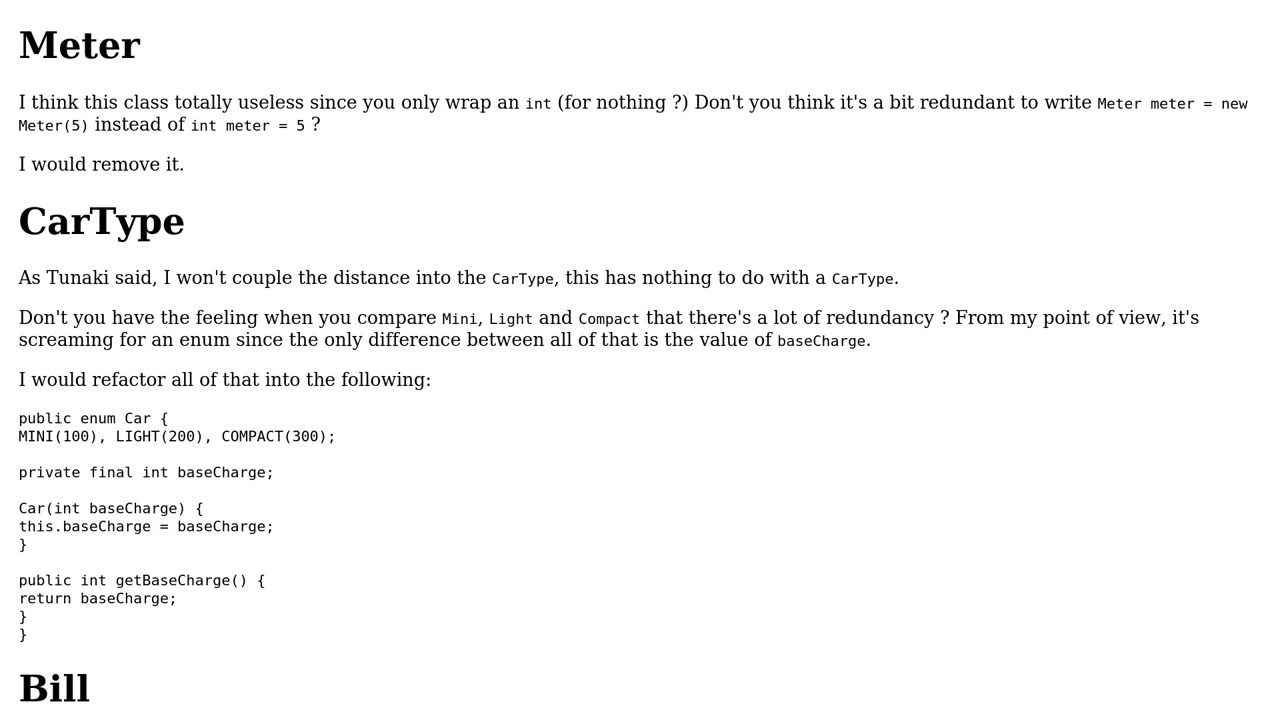 Meter
I think this class totally useless since you only wrap an int (for nothing ?) Don't you think it's a bit redundant to write Meter meter = new
Meter(5) instead of int meter = 5 ?
I would remove it.
CarType
As Tunaki said, I won't couple the distance into the CarType, this has nothing to do with a CarType.
Don't you have the feeling when you compare Mini, Light and Compact that there's a lot of redundancy ? From my point of view, it's
screaming for an enum since the only difference between all of that is the value of baseCharge.
I would refactor all of that into the following:
public enum Car {
MINI(100), LIGHT(200), COMPACT(300);
private final int baseCharge;
Car(int baseCharge) {
this.baseCharge = baseCharge;
}
public int getBaseCharge() {
return baseCharge;
}
}
Bill